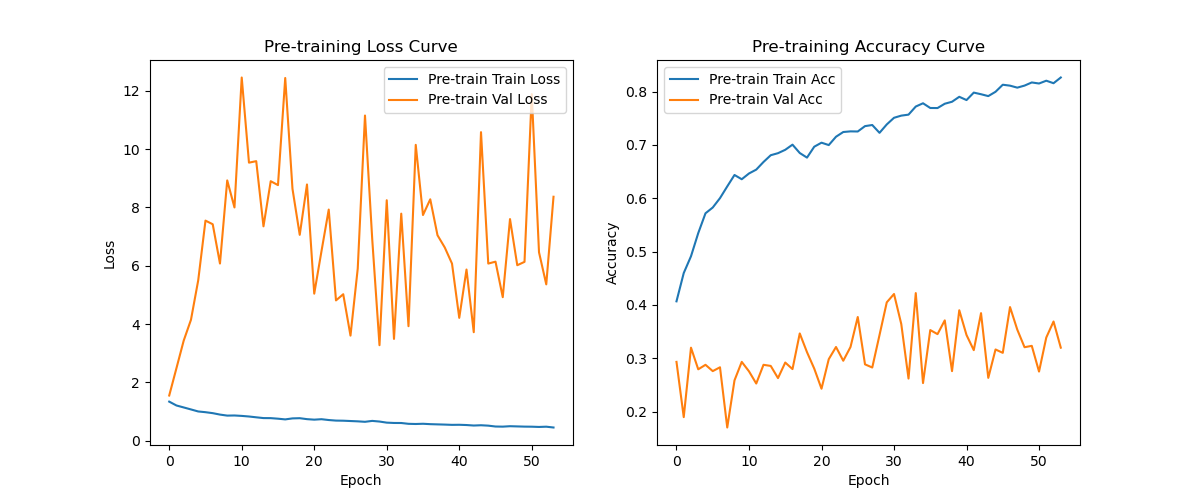 Pre-training Loss Curve
Pre-train Train Loss
Pre-train Val Loss
12
10
8
6
4
2
0
Loss
0 10 20 30 40 50
Epoch
Pre-training Accuracy Curve
Pre-train Train Acc
Pre-train Val Acc
0.8
0.7
0.6
0.5
0.4
0.3
0.2
Accuracy
0 10 20 30 40 50
Epoch